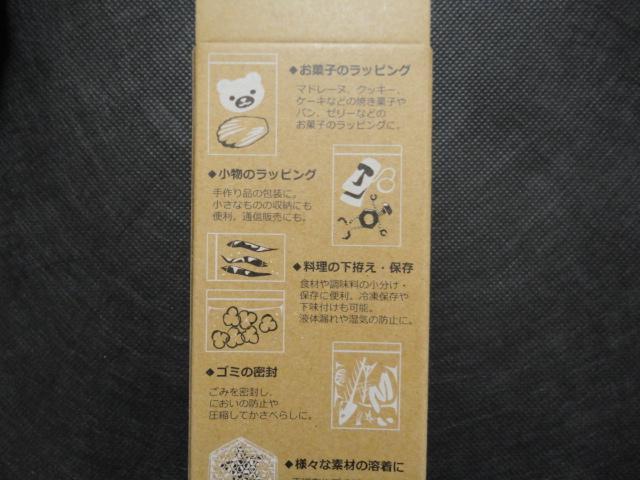 ◆お菓子のラッピング
マドレーヌ、クッキー、
ケーキなどの焼き菓子や
パン、ゼリーなどの
お菓子のラッピングに。
◆小物のラッピング
手作り品の包装に。
小さなものの収納にも
便利。通信販売にも。
◆料理の下拵え・保存
食材や調味料の小分け・
保存に便利。冷凍保存や
下味付けも可能。
液体漏れや湿気の防止に。
◆ゴミの密封
ごみを密封し、
においの防止や
圧縮してかさべらしに。
◆様々な素材の溶着に